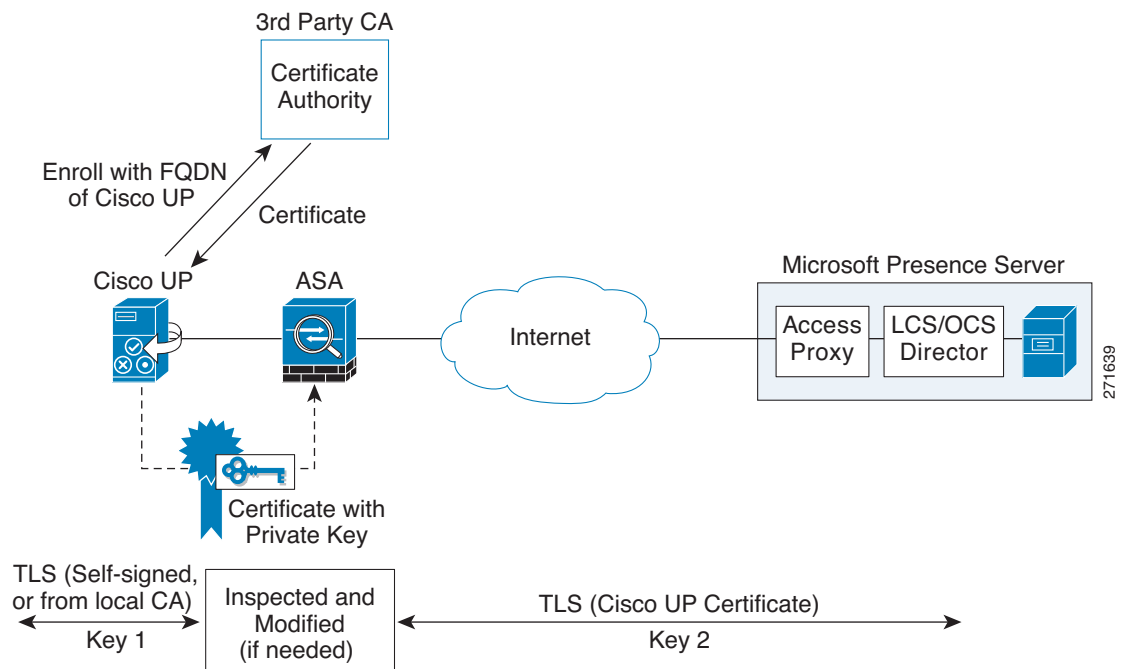 3rd Party CA
Certificate
Authority
Enroll with FQDN
of Cisco UP
Certificate
Cisco UP
ASA
Internet
Microsoft Presence Server
Access
Proxy
LCS/OCS
Director
271639
Certificate with
Private Key
TLS (Self-signed,
or from local CA)
Key 1
Inspected and
Modified
(if needed)
TLS (Cisco UP Certificate)
Key 2